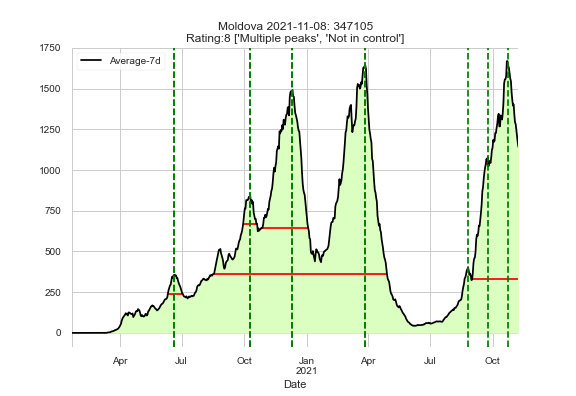 Moldova 2021-11-08: 347105
Rating:8 ['Multiple peaks', 'Not in control']
Average-7d
1750
1500
1250
1000
750
500
250
0
Apr
Jul
Oct
Jan
2021
Apr
Jul
Oct
Date